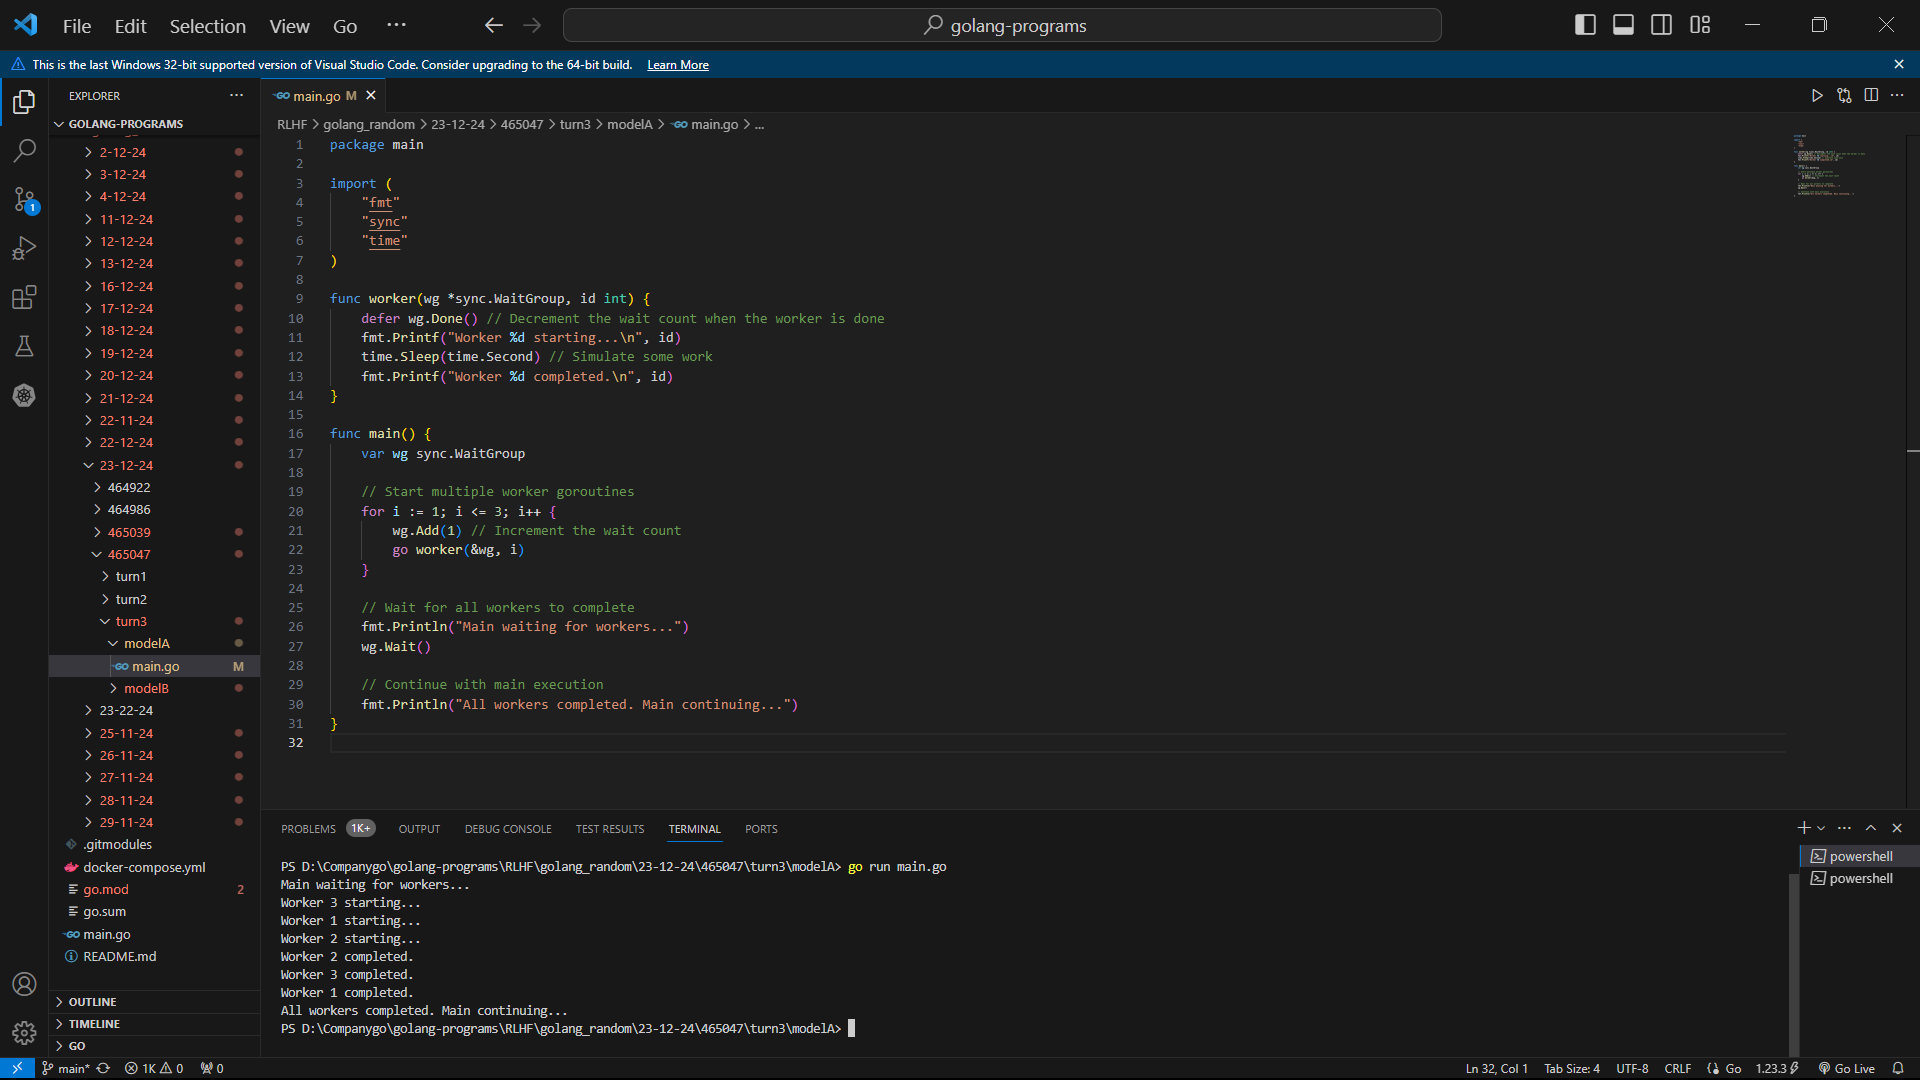 File Edit Selection View Go ··· golang-programs
This is the last Windows 32-bit supported version of Visual Studio Code. Consider upgrading to the 64-bit build. Learn More
EXPLORER ···
GOLANG-PROGRAMS
2-12-24
3-12-24
4-12-24
11-12-24
12-12-24
13-12-24
16-12-24
17-12-24
18-12-24
19-12-24
20-12-24
21-12-24
22-11-24
22-12-24
23-12-24
464922
464986
465039
465047
turn1
turn2
turn3
modelA
main.go M
modelB
23-22-24
25-11-24
26-11-24
27-11-24
28-11-24
29-11-24
.gitmodules
docker-compose.yml
go.mod 2
go.sum
main.go
README.md
OUTLINE
TIMELINE
GO
1
main.go M
RLHF > golang_random > 23-12-24 > 465047 > turn3 > modelA > main.go > ...
1 package main
2
3 import (
4 "fmt"
5 "sync"
6 "time"
7 )
8
9 func worker(wg *sync.WaitGroup, id int) {
10 defer wg.Done() // Decrement the wait count when the worker is done
11 fmt.Printf("Worker %d starting...\n", id)
12 time.Sleep(time.Second) // Simulate some work
13 fmt.Printf("Worker %d completed.\n", id)
14 }
15
16 func main() {
17 var wg sync.WaitGroup
18
19 // Start multiple worker goroutines
20 for i := 1; i <= 3; i++ {
21 wg.Add(1) // Increment the wait count
22 go worker(&wg, i)
23 }
24
25 // Wait for all workers to complete
26 fmt.Println("Main waiting for workers...")
27 wg.Wait()
28
29 // Continue with main execution
30 fmt.Println("All workers completed. Main continuing...")
31 }
32
PROBLEMS 1K+ OUTPUT DEBUG CONSOLE TEST RESULTS TERMINAL PORTS
PS D:\Companygo\golang-programs\RLHF\golang_random\23-12-24\465047\turn3\modelA> go run main.go
Main waiting for workers...
Worker 3 starting...
Worker 1 starting...
Worker 2 starting...
Worker 2 completed.
Worker 3 completed.
Worker 1 completed.
All workers completed. Main continuing...
PS D:\Companygo\golang-programs\RLHF\golang_random\23-12-24\465047\turn3\modelA>
powershell
powershell
main* 1K 0 0 Ln 32, Col 1 Tab Size: 4 UTF-8 CRLF Go 1.23.3 Go Live